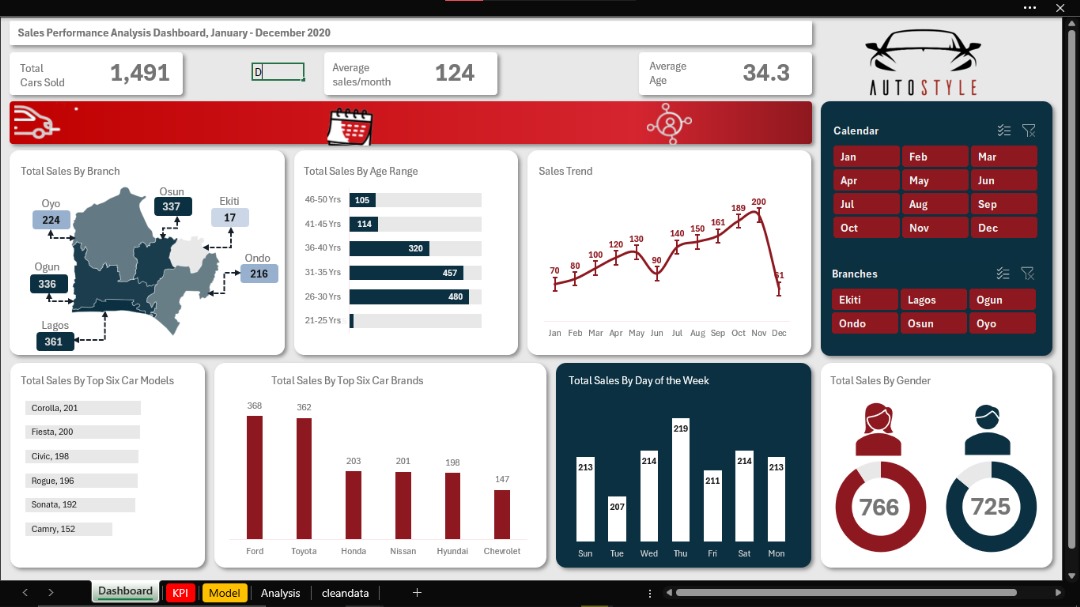 Sales Performance Analysis Dashboard, January - December 2020
Total
Cars Sold
1,491
D
Average
sales/month
124
Average
Age
34.3
AUTOSTYLE
Total Sales By Branch
Osun
337
Oyo
224
Ekiti
17
Ondo
216
Ogun
336
Lagos
361
Total Sales By Age Range
46-50 Yrs 105
41-45 Yrs 114
36-40 Yrs 320
31-35 Yrs 457
26-30 Yrs 480
21-25 Yrs
Sales Trend
70 80 100 120 130 90 140 150 161 189 200 51
Jan Feb Mar Apr May Jun Jul Aug Sep Oct Nov Dec
Calendar
Jan Feb Mar
Apr May Jun
Jul Aug Sep
Oct Nov Dec
Branches
Ekiti Lagos Ogun
Ondo Osun Oyo
Total Sales By Top Six Car Models
Corolla, 201
Fiesta, 200
Civic, 198
Rogue, 196
Sonata, 192
Camry, 152
Total Sales By Top Six Car Brands
368 362 203 201 198 147
Ford Toyota Honda Nissan Hyundai Chevrolet
Total Sales By Day of the Week
213 207 214 219 211 214 213
Sun Tue Wed Thu Fri Sat Mon
Total Sales By Gender
766
725
Dashboard KPI Model Analysis cleandata